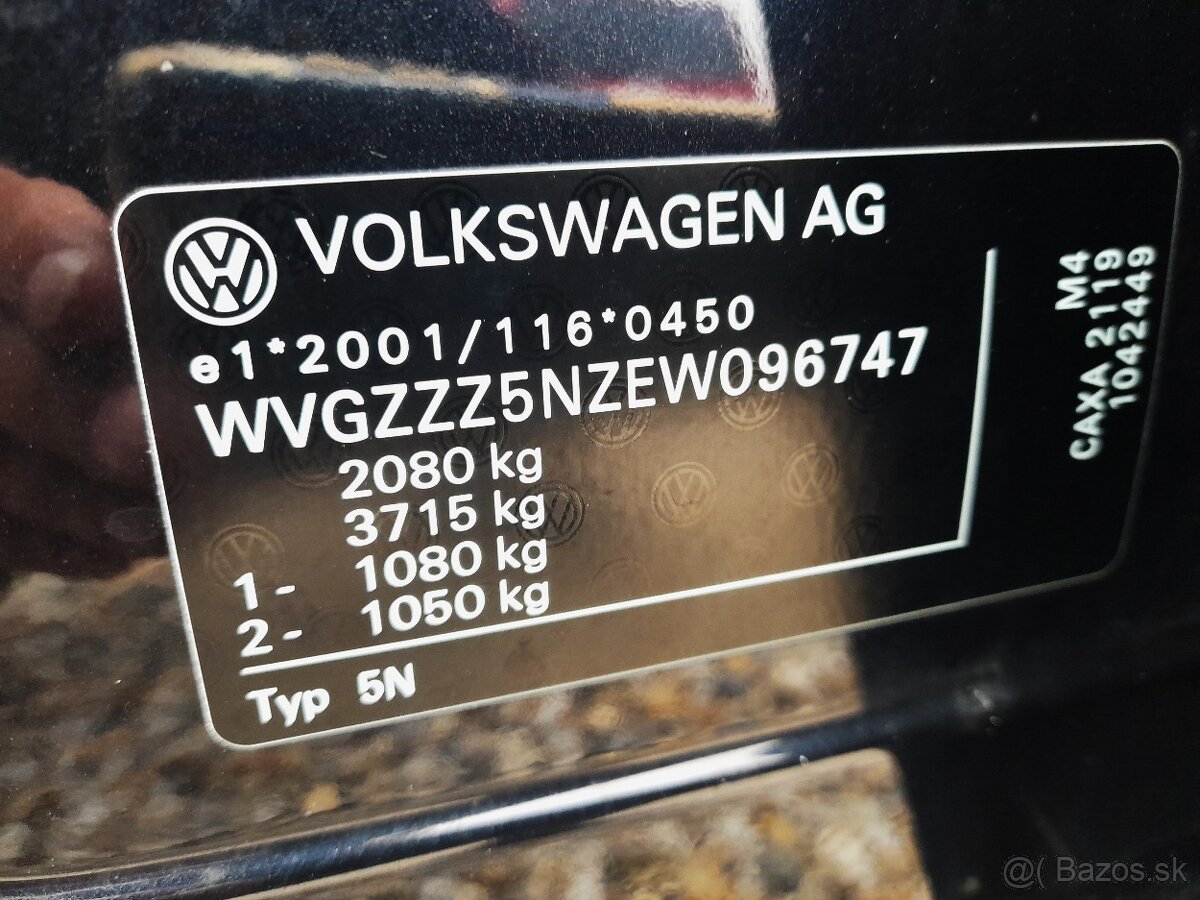 VOLKSWAGEN AG
e1*2001/116*0450
WVGZZZ5NZEW096747
2080 kg
3715 kg
1- 1080 kg
2- 1050 kg
Typ 5N
M4
CAXA 2119
1042449
@( Bazos.sk